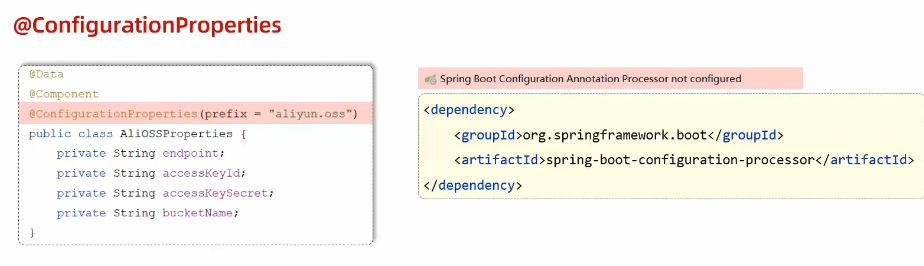 @ConfigurationProperties
@Data
@Component
@ConfigurationProperties(prefix = "aliyun.oss")
public class AliOSSProperties {
    private String endpoint;
    private String accessKeyId;
    private String accessKeySecret;
    private String bucketName;
}
Spring Boot Configuration Annotation Processor not configured
<dependency>
    <groupId>org.springframework.boot</groupId>
    <artifactId>spring-boot-configuration-processor</artifactId>
</dependency>